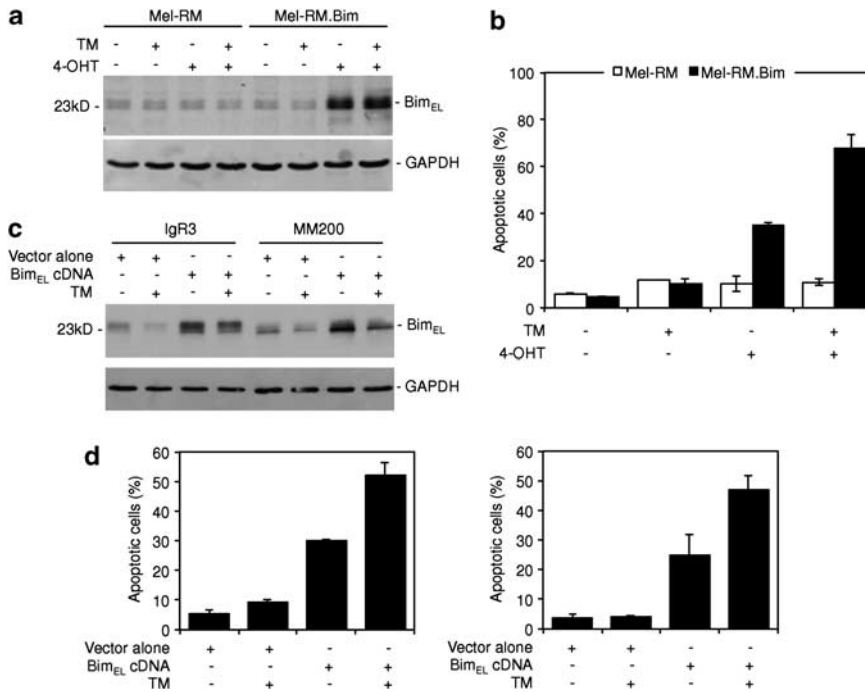 a
Mel-RM Mel-RM.Bim
TM - + - + - + - +
4-OHT - - + + - - + +
23kD - - BimEL
- GAPDH
b
Mel-RM Mel-RM.Bim
Apoptotic cells (%)
100
80
60
40
20
0
TM - + - +
4-OHT - - + +
c
IgR3 MM200
Vector alone + + - - + + - -
BimEL cDNA - - + + - - + +
TM - + - + - + - +
23kD - - BimEL
- GAPDH
d
Apoptotic cells (%)
60
50
40
30
20
10
0
Vector alone + + - -
BimEL cDNA - - + +
TM - + - +
Apoptotic cells (%)
60
50
40
30
20
10
0
Vector alone + + - -
BimEL cDNA - - + +
TM - + - +